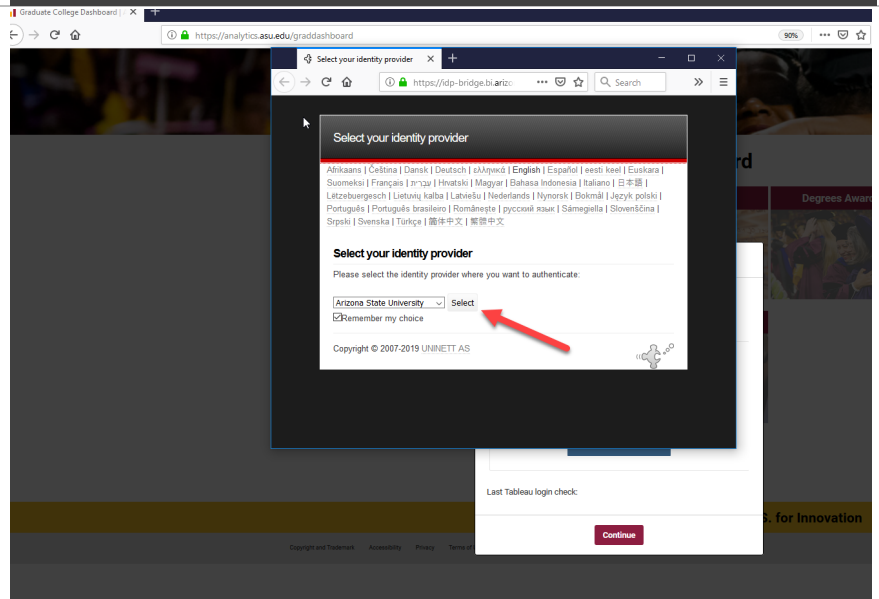 Graduate College Dashboard |
https://analytics.asu.edu/graddashboard
90%
Select your identity provider
https://idp-bridge.bi.arizo
Search
Select your identity provider
Afrikaans | Čeština | Dansk | Deutsch | ελληνικά | English | Español | eesti keel | Euskara |
Suomeksi | Français | עברית | Hrvatski | Magyar | Bahasa Indonesia | Italiano | 日本語 |
Lëtzebuergesch | Lietuvių kalba | Latviešu | Nederlands | Nynorsk | Bokmål | Język polski |
Português | Português brasileiro | Românește | русский язык | Sámegiella | Slovenščina |
Srpski | Svenska | Türkçe | 简体中文 | 繁體中文
rd
Degrees Awar
Select your identity provider
Please select the identity provider where you want to authenticate:
Arizona State University Select
Remember my choice
Copyright © 2007-2019 UNINETT AS
Last Tableau login check:
S. for Innovation
Continue
Copyright and Trademark Accessibility Privacy Terms of